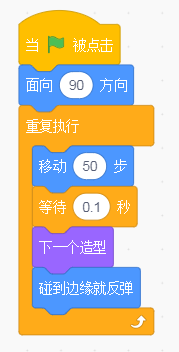 当 被点击
面向 90 方向
重复执行
移动 50 步
等待 0.1 秒
下一个造型
碰到边缘就反弹